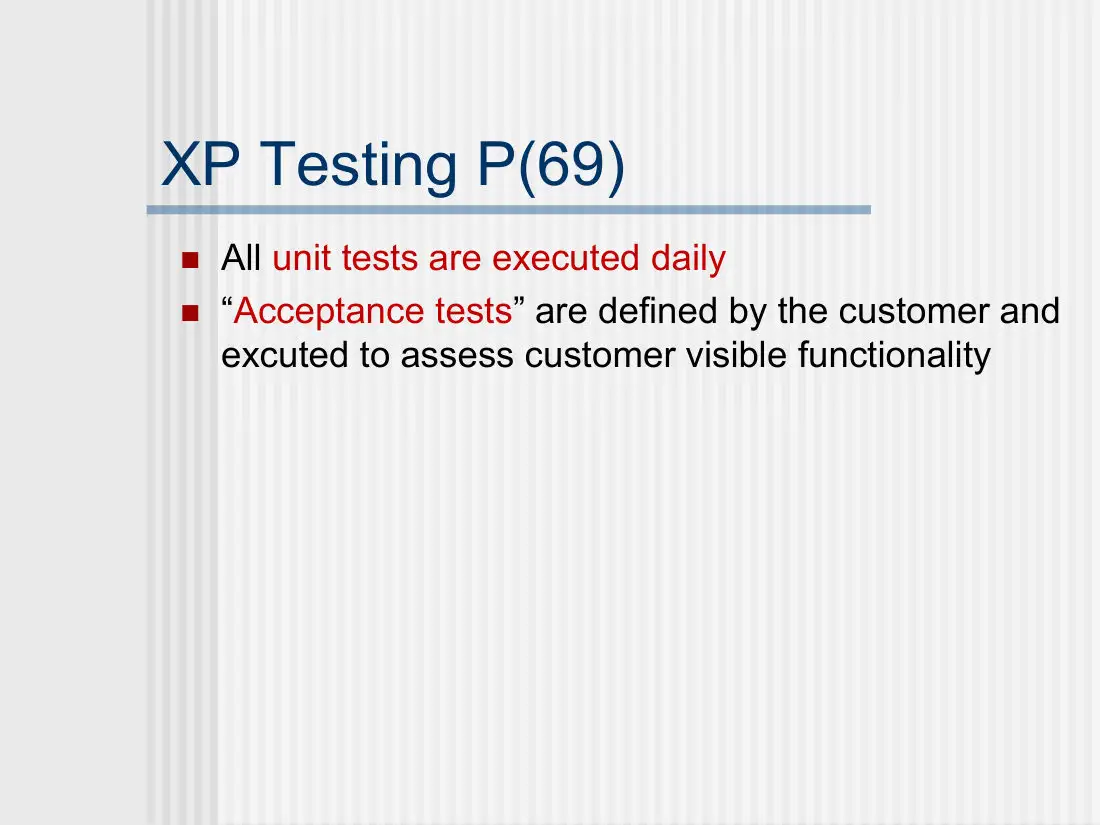 XP Testing P(69)
All unit tests are executed daily
“Acceptance tests” are defined by the customer and
excuted to assess customer visible functionality